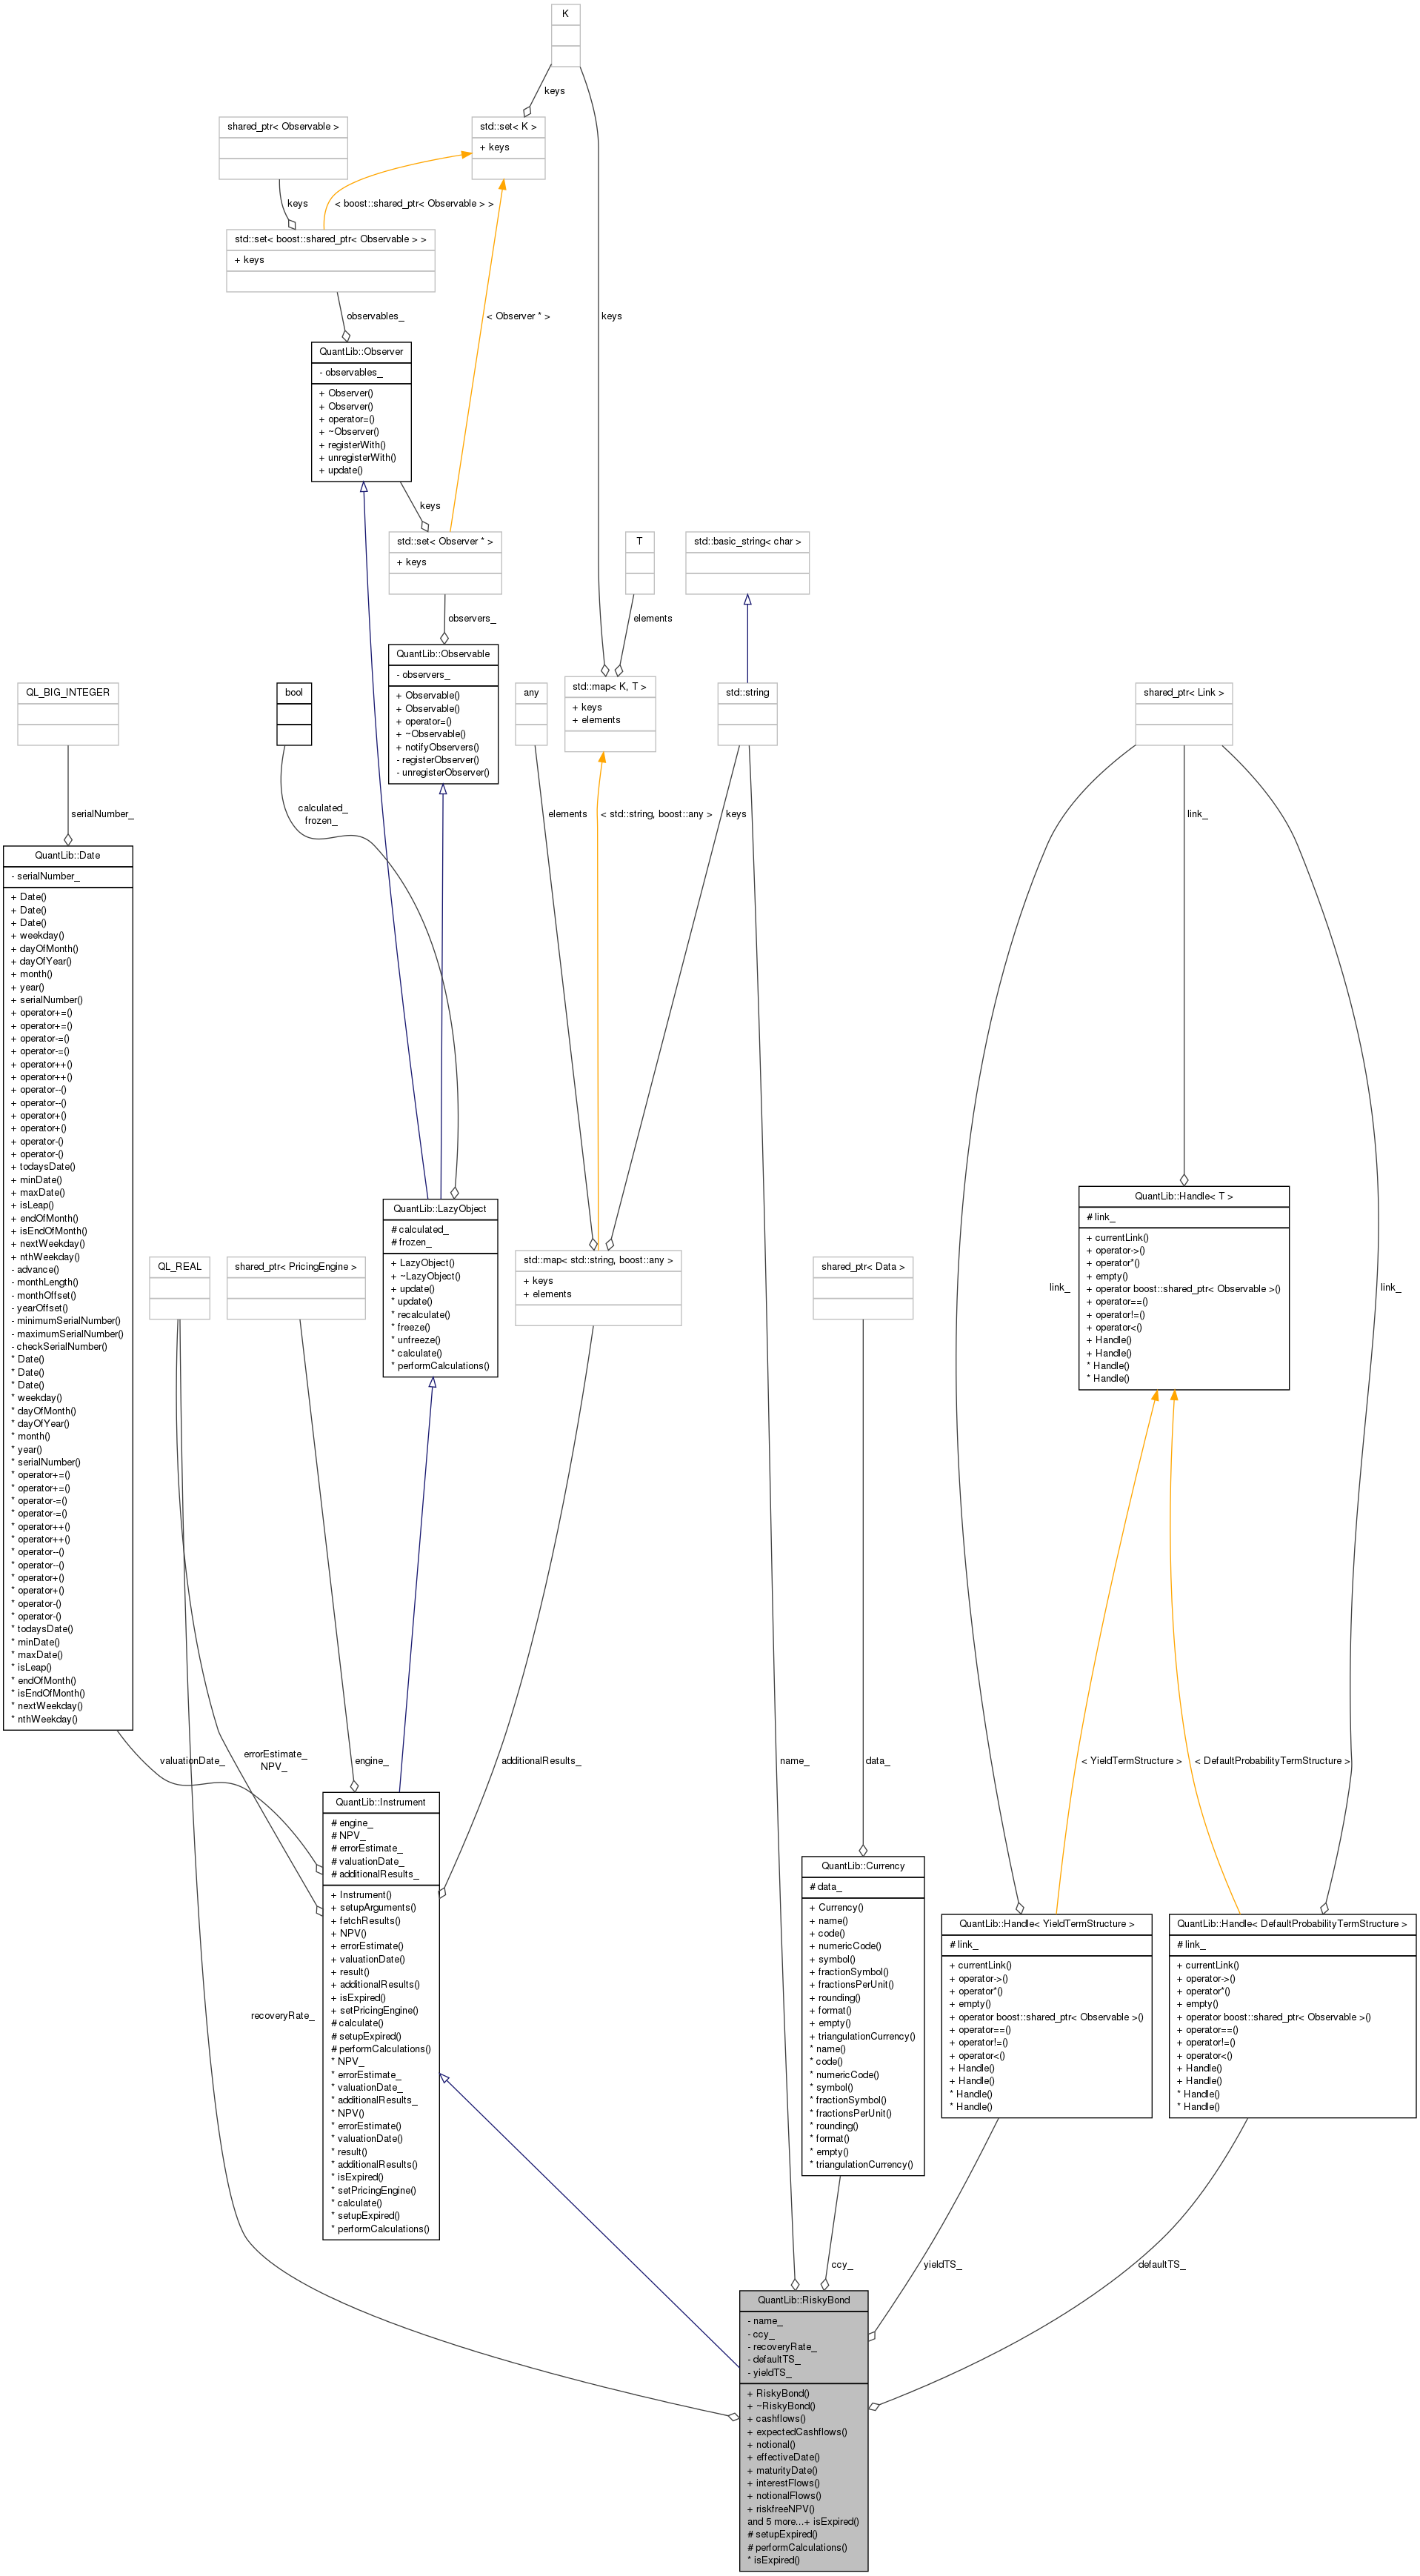 K
keys
shared_ptr< Observable >
std::set< K >
+ keys
keys
< boost::shared_ptr< Observable > >
std::set< boost::shared_ptr< Observable > >
+ keys
observables_
< Observer * >
keys
QuantLib::Observer
- observables_
+ Observer()
+ Observer()
+ operator=()
+ ~Observer()
+ registerWith()
+ unregisterWith()
+ update()
keys
std::set< Observer * >
+ keys
T
std::basic_string< char >
observers_
elements
QuantLib::Observable
- observers_
+ Observable()
+ Observable()
+ operator=()
+ ~Observable()
+ notifyObservers()
- registerObserver()
- unregisterObserver()
QL_BIG_INTEGER
bool
any
std::map< K, T >
+ keys
+ elements
std::string
shared_ptr< Link >
serialNumber_
calculated_
frozen_
elements
< std::string, boost::any >
keys
link_
QuantLib::Date
- serialNumber_
+ Date()
+ Date()
+ Date()
+ weekday()
+ dayOfMonth()
+ dayOfYear()
+ month()
+ year()
+ serialNumber()
+ operator+=()
+ operator+=()
+ operator-=()
+ operator-=()
+ operator++()
+ operator++()
+ operator--()
+ operator--()
+ operator+()
+ operator+()
+ operator-()
+ operator-()
+ todaysDate()
+ minDate()
+ maxDate()
+ isLeap()
+ endOfMonth()
+ isEndOfMonth()
+ nextWeekday()
+ nthWeekday()
- advance()
- monthLength()
- monthOffset()
- yearOffset()
- minimumSerialNumber()
- maximumSerialNumber()
- checkSerialNumber()
* Date()
* Date()
* Date()
* weekday()
* dayOfMonth()
* dayOfYear()
* month()
* year()
* serialNumber()
* operator+=()
* operator+=()
* operator-=()
* operator-=()
* operator++()
* operator++()
* operator--()
* operator--()
* operator+()
* operator+()
* operator-()
* operator-()
* todaysDate()
* minDate()
* maxDate()
* isLeap()
* endOfMonth()
* isEndOfMonth()
* nextWeekday()
* nthWeekday()
QL_REAL
shared_ptr< PricingEngine >
QuantLib::LazyObject
# calculated_
# frozen_
+ LazyObject()
+ ~LazyObject()
+ update()
* update()
* recalculate()
* freeze()
* unfreeze()
* calculate()
* performCalculations()
std::map< std::string, boost::any >
+ keys
+ elements
shared_ptr< Data >
QuantLib::Handle< T >
# link_
+ currentLink()
+ operator->()
+ operator*()
+ empty()
+ operator boost::shared_ptr< Observable >()
+ operator==()
+ operator!=()
+ operator<()
+ Handle()
+ Handle()
* Handle()
* Handle()
link_
link_
valuationDate_
errorEstimate_
NPV_
engine_
additionalResults_
name_
data_
< YieldTermStructure >
< DefaultProbabilityTermStructure >
recoveryRate_
QuantLib::Instrument
# engine_
# NPV_
# errorEstimate_
# valuationDate_
# additionalResults_
+ Instrument()
+ setupArguments()
+ fetchResults()
+ NPV()
+ errorEstimate()
+ valuationDate()
+ result()
+ additionalResults()
+ isExpired()
+ setPricingEngine()
# calculate()
# setupExpired()
# performCalculations()
* NPV_
* errorEstimate_
* valuationDate_
* additionalResults_
* NPV()
* errorEstimate()
* valuationDate()
* result()
* additionalResults()
* isExpired()
* setPricingEngine()
* calculate()
* setupExpired()
* performCalculations()
QuantLib::Currency
# data_
+ Currency()
+ name()
+ code()
+ numericCode()
+ symbol()
+ fractionSymbol()
+ fractionsPerUnit()
+ rounding()
+ format()
+ empty()
+ triangulationCurrency()
* name()
* code()
* numericCode()
* symbol()
* fractionSymbol()
* fractionsPerUnit()
* rounding()
* format()
* empty()
* triangulationCurrency()
QuantLib::Handle< YieldTermStructure >
# link_
+ currentLink()
+ operator->()
+ operator*()
+ empty()
+ operator boost::shared_ptr< Observable >()
+ operator==()
+ operator!=()
+ operator<()
+ Handle()
+ Handle()
* Handle()
* Handle()
QuantLib::Handle< DefaultProbabilityTermStructure >
# link_
+ currentLink()
+ operator->()
+ operator*()
+ empty()
+ operator boost::shared_ptr< Observable >()
+ operator==()
+ operator!=()
+ operator<()
+ Handle()
+ Handle()
* Handle()
* Handle()
ccy_
yieldTS_
defaultTS_
QuantLib::RiskyBond
- name_
- ccy_
- recoveryRate_
- defaultTS_
- yieldTS_
+ RiskyBond()
+ ~RiskyBond()
+ cashflows()
+ expectedCashflows()
+ notional()
+ effectiveDate()
+ maturityDate()
+ interestFlows()
+ notionalFlows()
+ riskfreeNPV()
and 5 more...+ isExpired()
# setupExpired()
# performCalculations()
* isExpired()